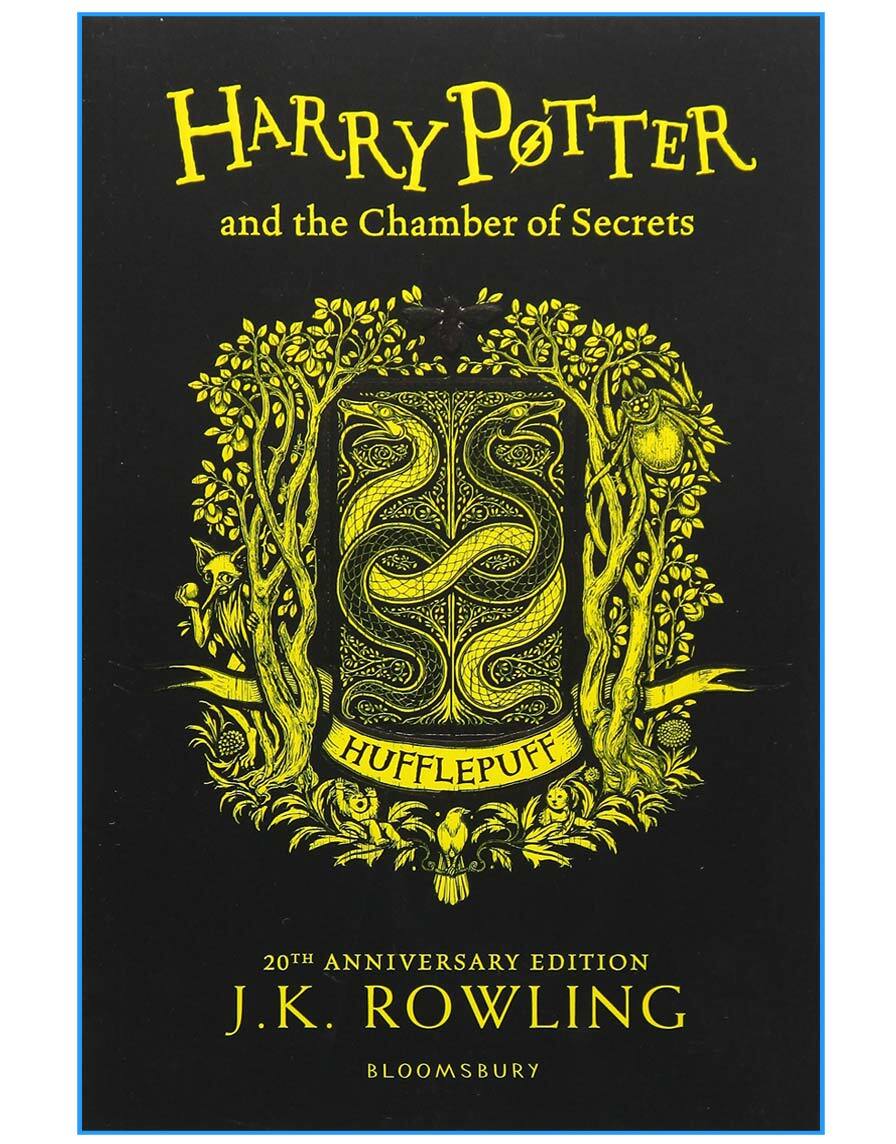 HARRY POTTER
and the Chamber of Secrets
HUFFLEPUFF
20TH ANNIVERSARY EDITION
J.K. ROWLING
BLOOMSBURY